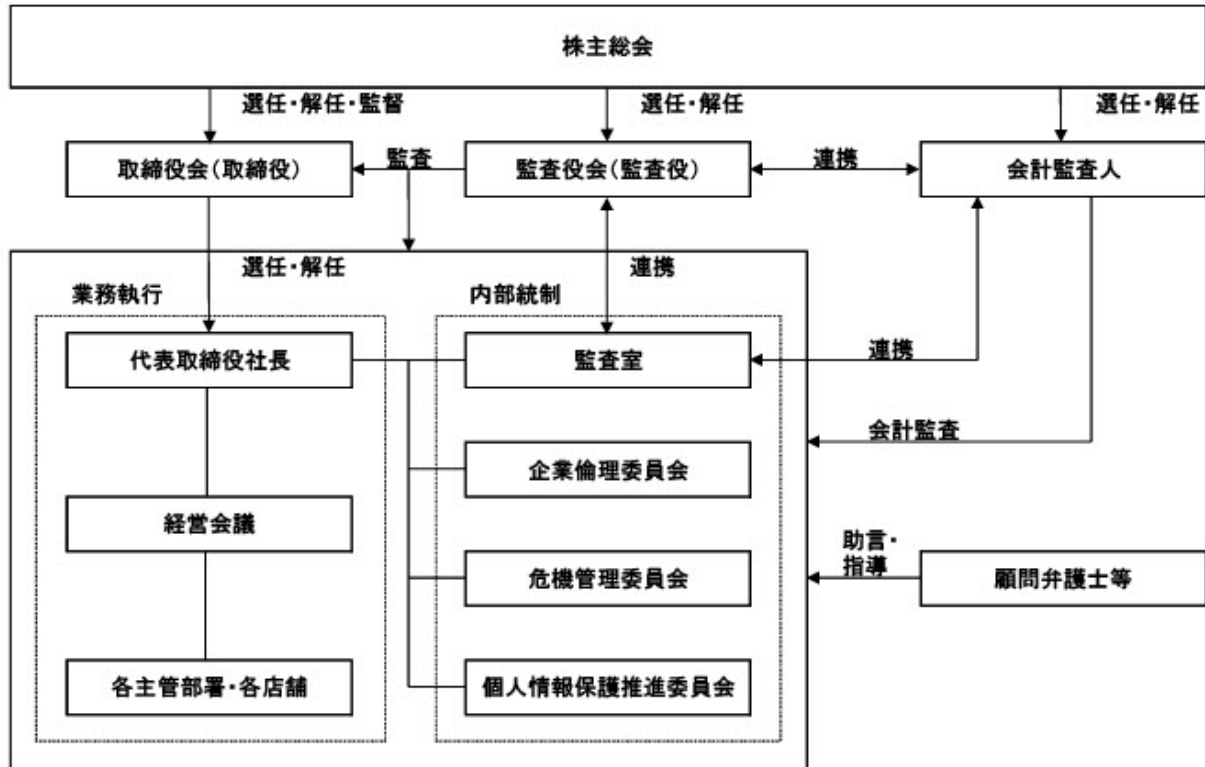 株主総会
選任・解任・監督
選任・解任
選任・解任
取締役会(取締役)
監査
監査役会(監査役)
連携
会計監査人
選任・解任
連携
業務執行
内部統制
代表取締役社長
監査室
連携
会計監査
企業倫理委員会
経営会議
助言・
指導
危機管理委員会
顧問弁護士等
各主管部署・各店舗
個人情報保護推進委員会